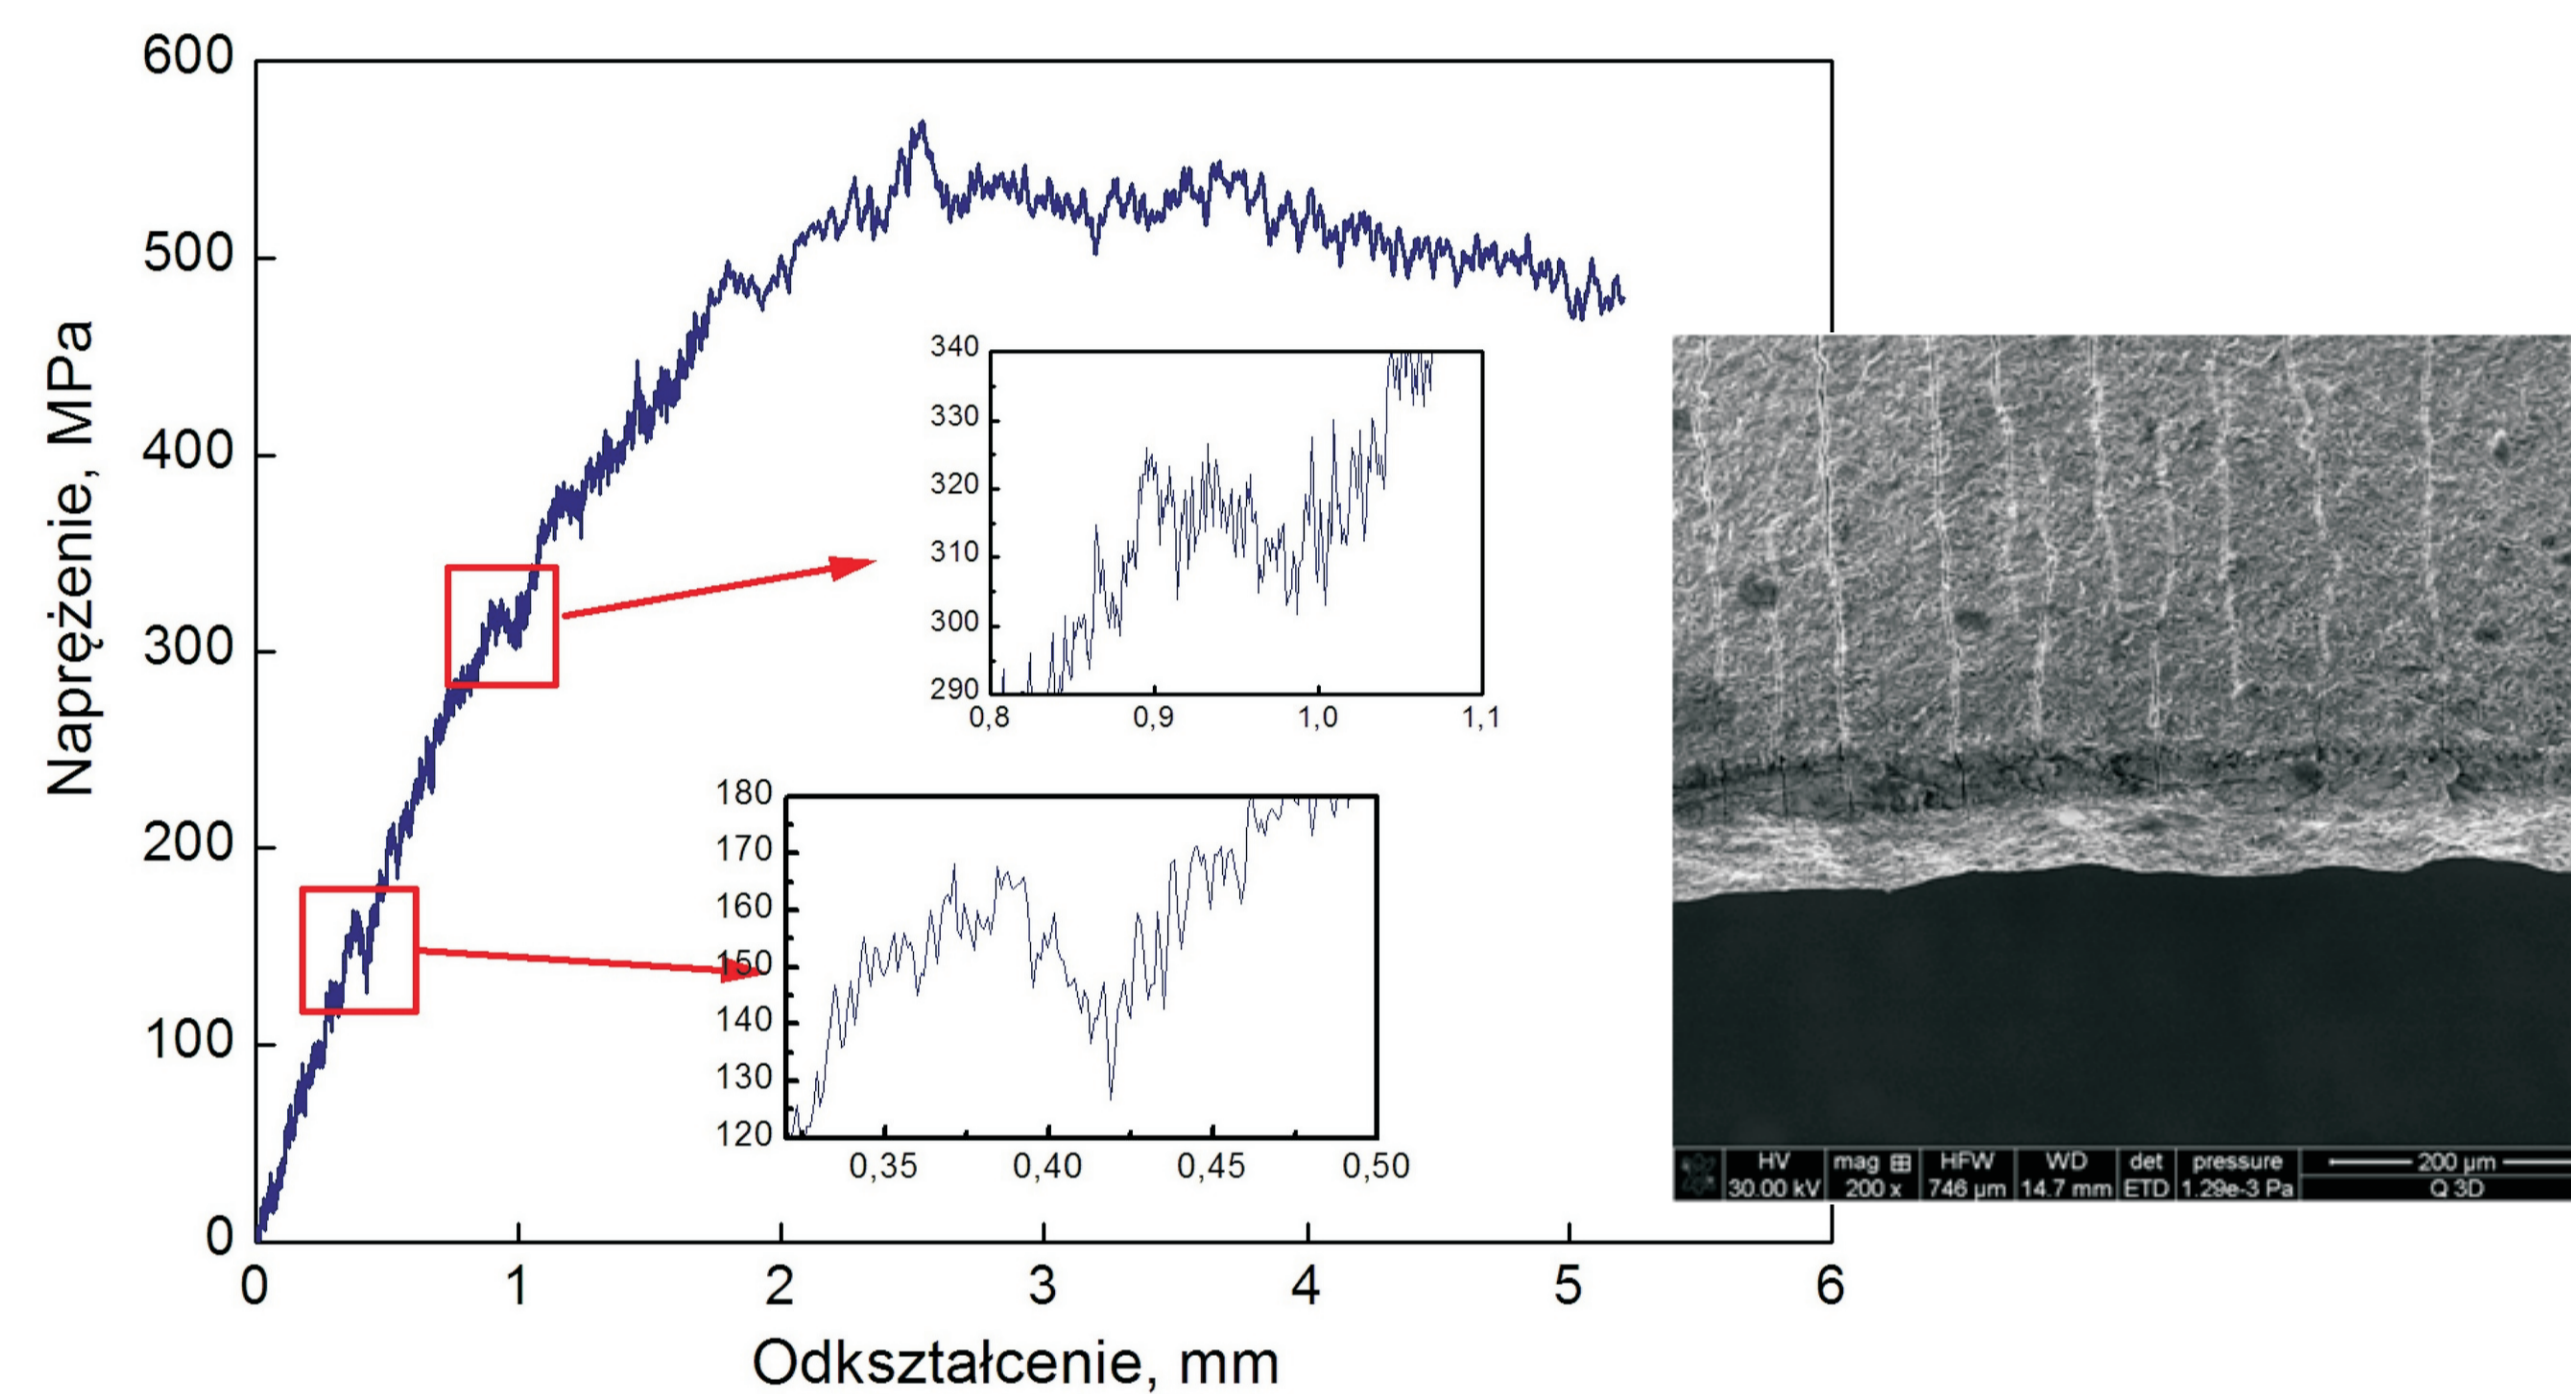 600
500
400
300
200
100
0
Naprężenie, MPa
0 1 2 3 4 5 6
Odkształcenie, mm
340
330
320
310
300
290
0,8 0,9 1,0 1,1
180
170
160
150
140
130
120
0,35 0,40 0,45 0,50
HV mag HFW WD det pressure 200 µm
30.00 kV 200 x 746 µm 14.7 mm ETD 1.29e-3 Pa Q 3D